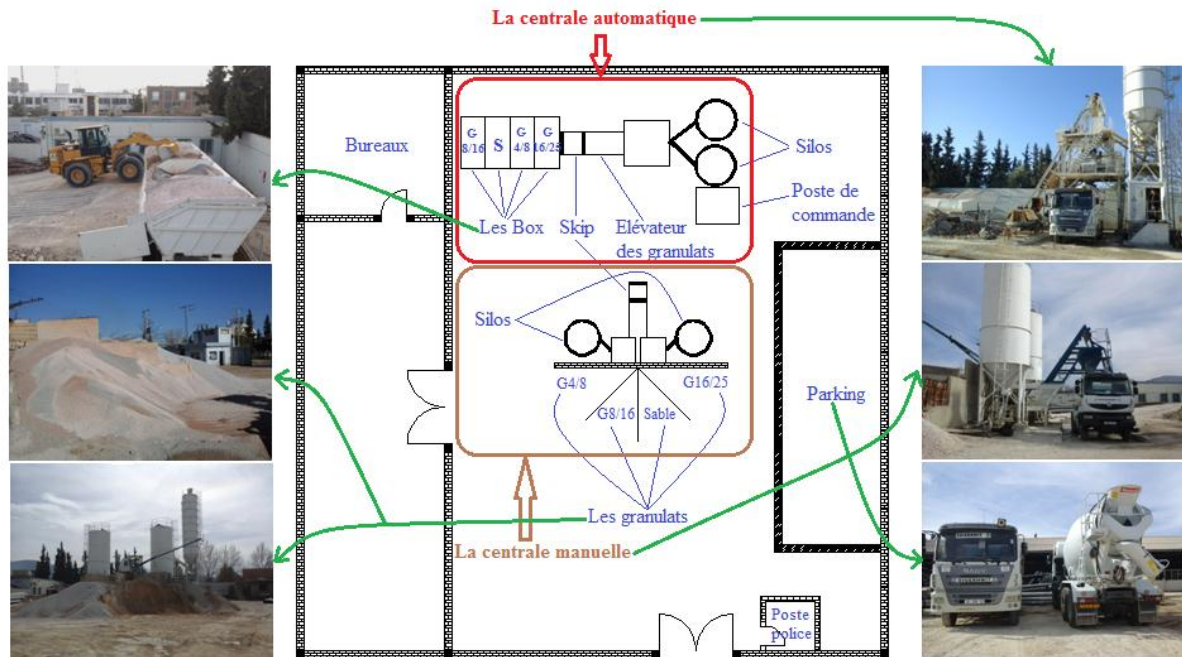 La centrale automatique
Bureaux
G
8/16
S
G
4/8
G
16/25
Silos
Poste de
commande
Les Box
Skip
Elévateur
des granulats
Silos
G4/8
G16/25
G8/16
Sable
Parking
Les granulats
La centrale manuelle
Poste
police